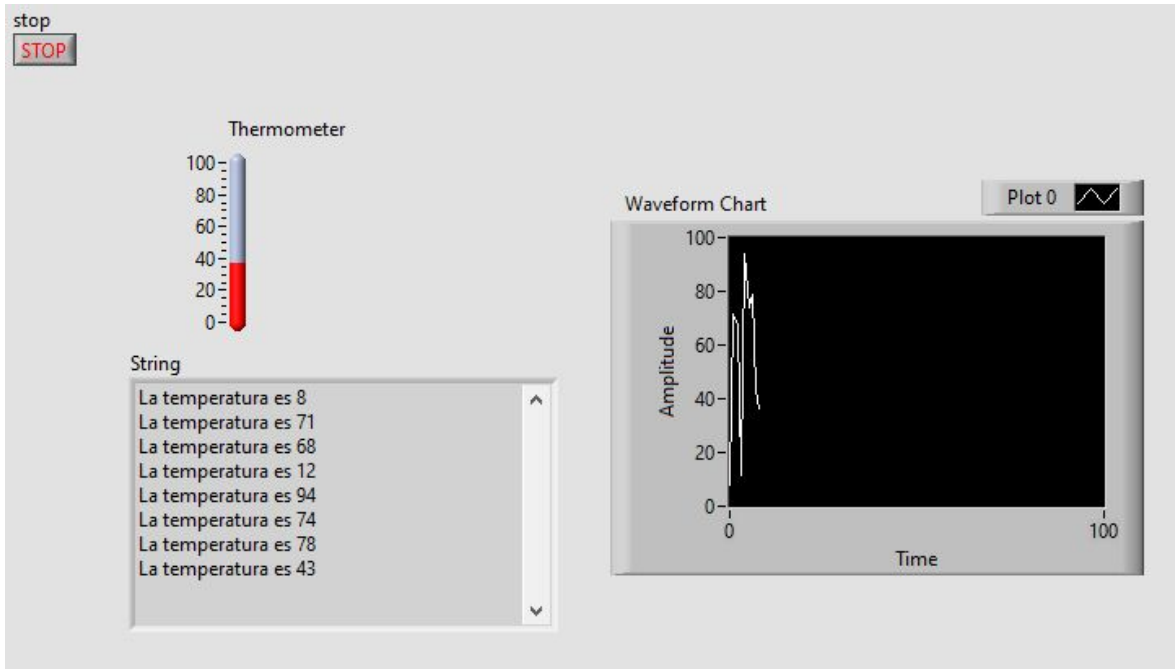 stop
STOP
Thermometer
100
80
60
40
20
0
String
La temperatura es 8
La temperatura es 71
La temperatura es 68
La temperatura es 12
La temperatura es 94
La temperatura es 74
La temperatura es 78
La temperatura es 43
Waveform Chart
Plot 0
Amplitude
100
80
60
40
20
0
0
100
Time